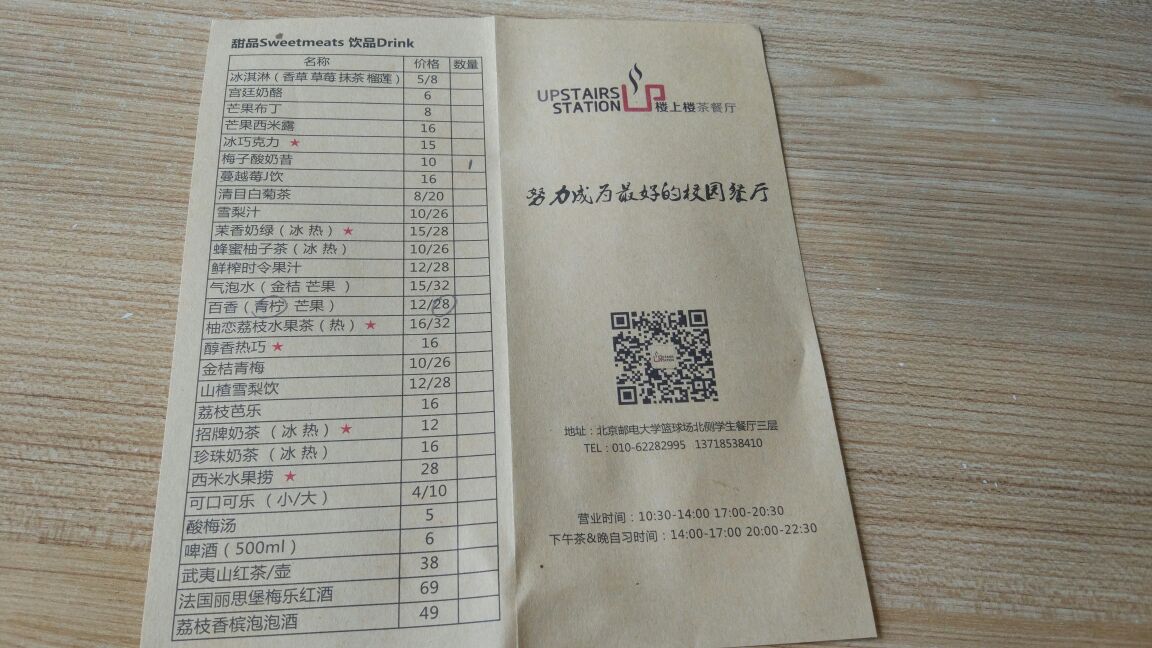 甜品Sweetmeats 饮品Drink
名称 价格 数量
冰淇淋（香草 草莓 抹茶 榴莲） 5/8
宫廷奶酪 6
芒果布丁 8
芒果西米露 16
冰巧克力 ★ 15
梅子酸奶昔 10 1
蔓越莓J饮 16
清目白菊茶 8/20
雪梨汁 10/26
茉香奶绿（冰 热） ★ 15/28
蜂蜜柚子茶（冰 热） 10/26
鲜榨时令果汁 12/28
气泡水（金桔 芒果 ） 15/32
百香（青柠 芒果） 12/28
柚恋荔枝水果茶（热） ★ 16/32
醇香热巧 ★ 16
金桔青梅 10/26
山楂雪梨饮 12/28
荔枝芭乐 16
招牌奶茶 （冰 热） ★ 12
珍珠奶茶 （冰 热） 16
西米水果捞 ★ 28
可口可乐 （小/大） 4/10
酸梅汤 5
啤酒（500ml） 6
武夷山红茶/壶 38
法国丽思堡梅乐红酒 69
荔枝香槟泡泡酒 49
UPSTAIRS
STATION UP 楼上楼茶餐厅
努力成为最好的校园餐厅
地址：北京邮电大学篮球场北侧学生餐厅三层
TEL：010-62282995 13718538410
营业时间：10:30-14:00 17:00-20:30
下午茶&晚自习时间：14:00-17:00 20:00-22:30